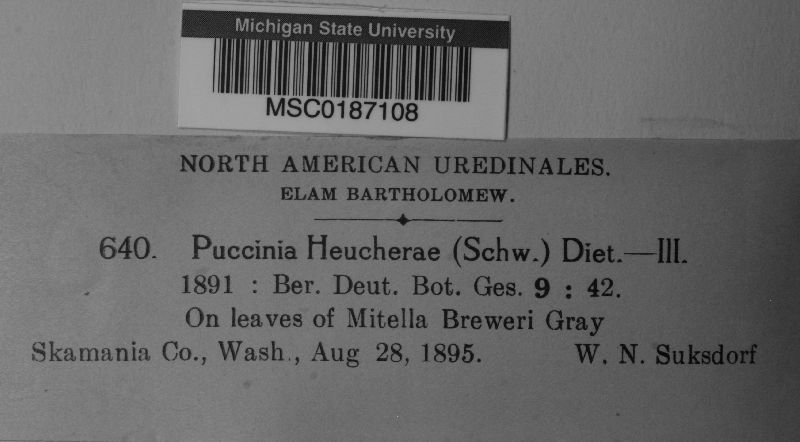 Michigan State University
MSC0187108
NORTH AMERICAN UREDINALES.
ELAM BARTHOLOMEW.
640. Puccinia Heucherae (Schw.) Diet.—III.
1891 : Ber. Deut. Bot. Ges. 9 : 42.
On leaves of Mitella Breweri Gray
Skamania Co., Wash., Aug 28, 1895. W. N. Suksdorf